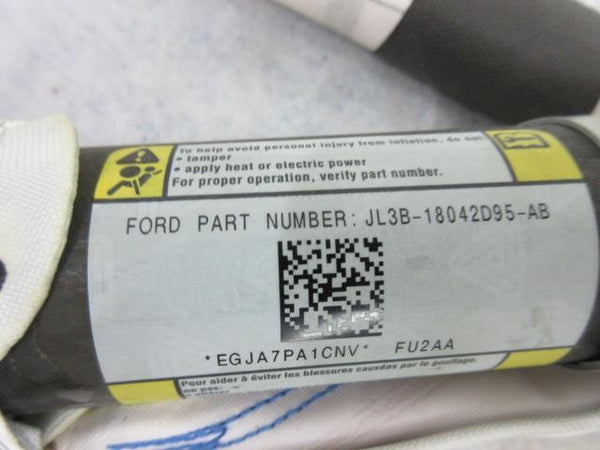 To help avoid personal injury from inflation, do not:
• tamper
• apply heat or electric power
For proper operation, verify part number.
FORD PART NUMBER: JL3B-18042D95-AB
*EGJA7PA1CNV* FU2AA
Pour aider à éviter les blessures causées par le gonflage,
ne pas: